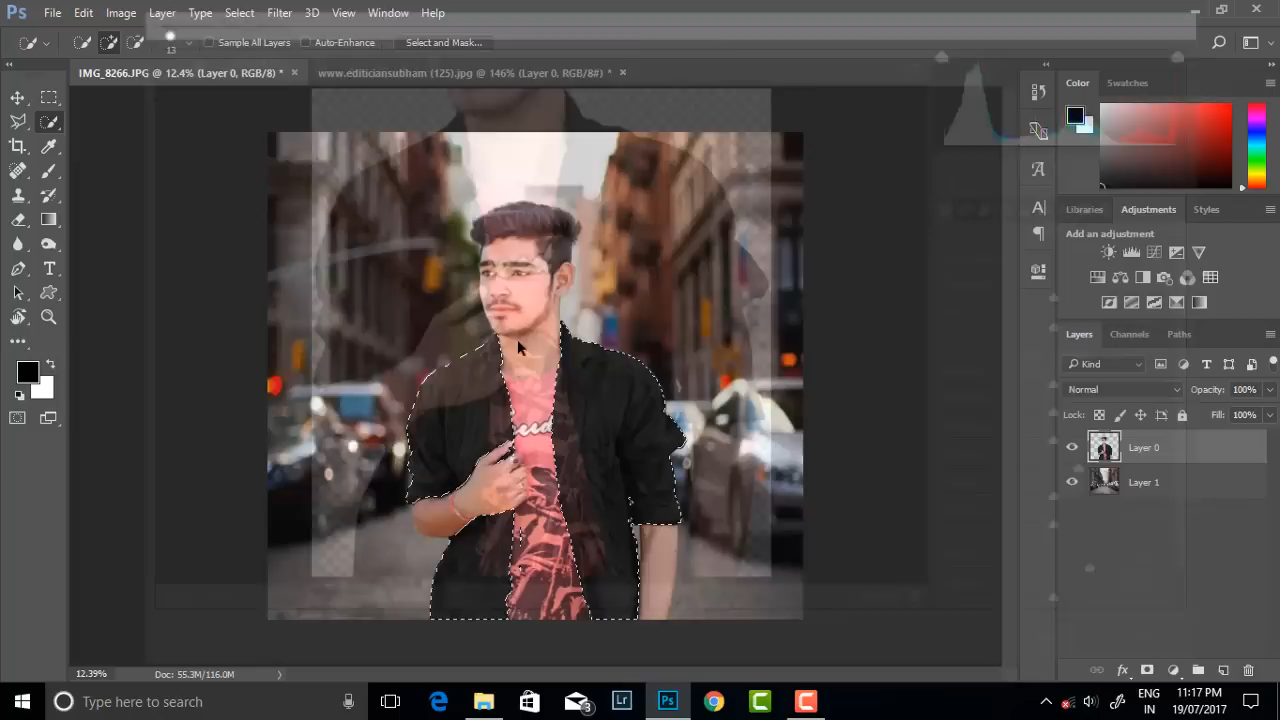 Ps File Edit Image Layer Type Select Filter 3D View Window Help
13 Sample All Layers Auto-Enhance Select and Mask...
IMG_8266.JPG @ 12.4% (Layer 0, RGB/8) * × www.editiciansubham (125).jpg @ 146% (Layer 0, RGB/8#) * ×
Color Swatches
Libraries Adjustments Styles
Add an adjustment
Layers Channels Paths
Kind
Normal Opacity: 100%
Lock: Fill: 100%
Layer 0
Layer 1
12.39% Doc: 55.3M/116.0M
Type here to search
3
Lr
Ps
ENG
IN
11:17 PM
19/07/2017